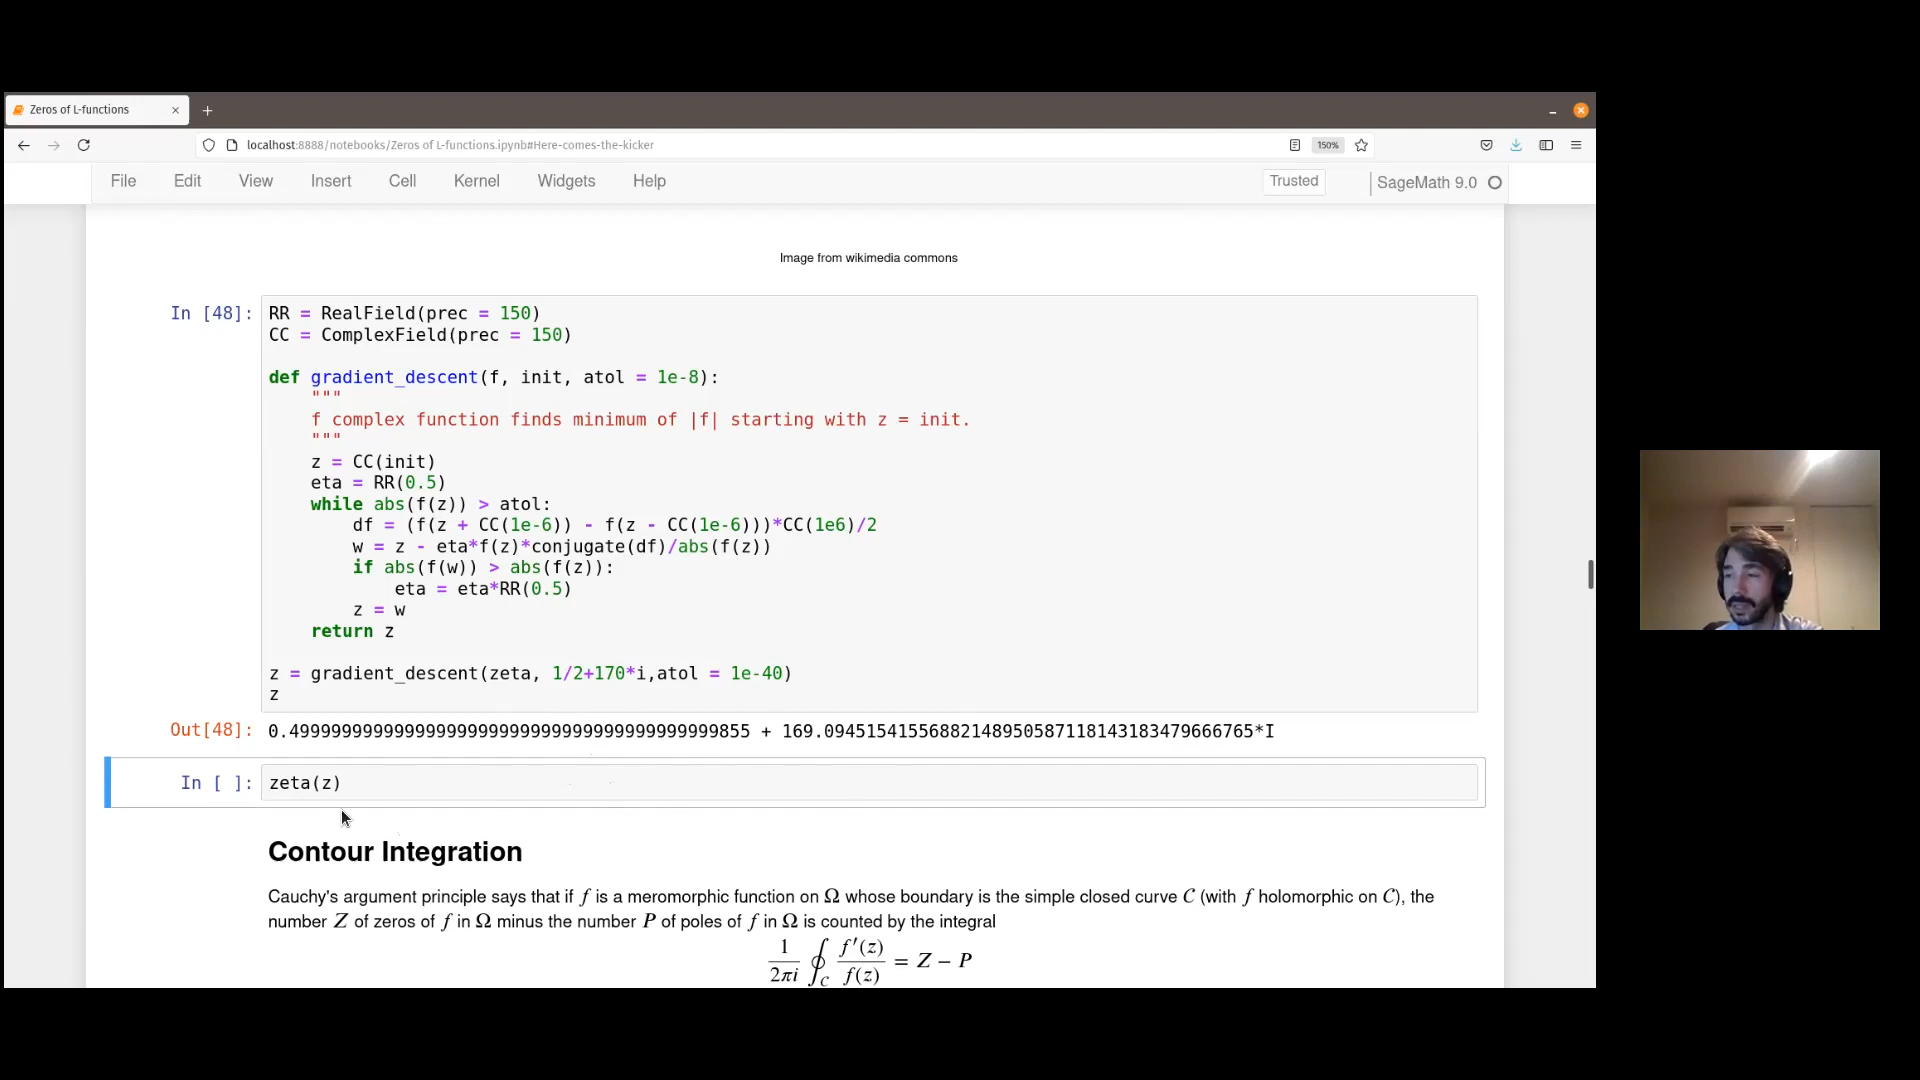 Zeros of L-functions
localhost:8888/notebooks/Zeros of L-functions.ipynb#Here-comes-the-kicker
150%
File Edit View Insert Cell Kernel Widgets Help
Trusted
SageMath 9.0
Image from wikimedia commons
In [48]:
RR = RealField(prec = 150)
CC = ComplexField(prec = 150)
def gradient_descent(f, init, atol = 1e-8):
"""
f complex function finds minimum of |f| starting with z = init.
"""
z = CC(init)
eta = RR(0.5)
while abs(f(z)) > atol:
df = (f(z + CC(1e-6)) - f(z - CC(1e-6)))*CC(1e6)/2
w = z - eta*f(z)*conjugate(df)/abs(f(z))
if abs(f(w)) > abs(f(z)):
eta = eta*RR(0.5)
z = w
return z
z = gradient_descent(zeta, 1/2+170*i,atol = 1e-40)
z
Out[48]: 0.49999999999999999999999999999999999999999855 + 169.09451541556882148950587118143183479666765*I
In [ ]: zeta(z)
Contour Integration
Cauchy's argument principle says that if f is a meromorphic function on Ω whose boundary is the simple closed curve C (with f holomorphic on C), the
number Z of zeros of f in Ω minus the number P of poles of f in Ω is counted by the integral
1/2πi ∮_C f′(z)/f(z) = Z − P